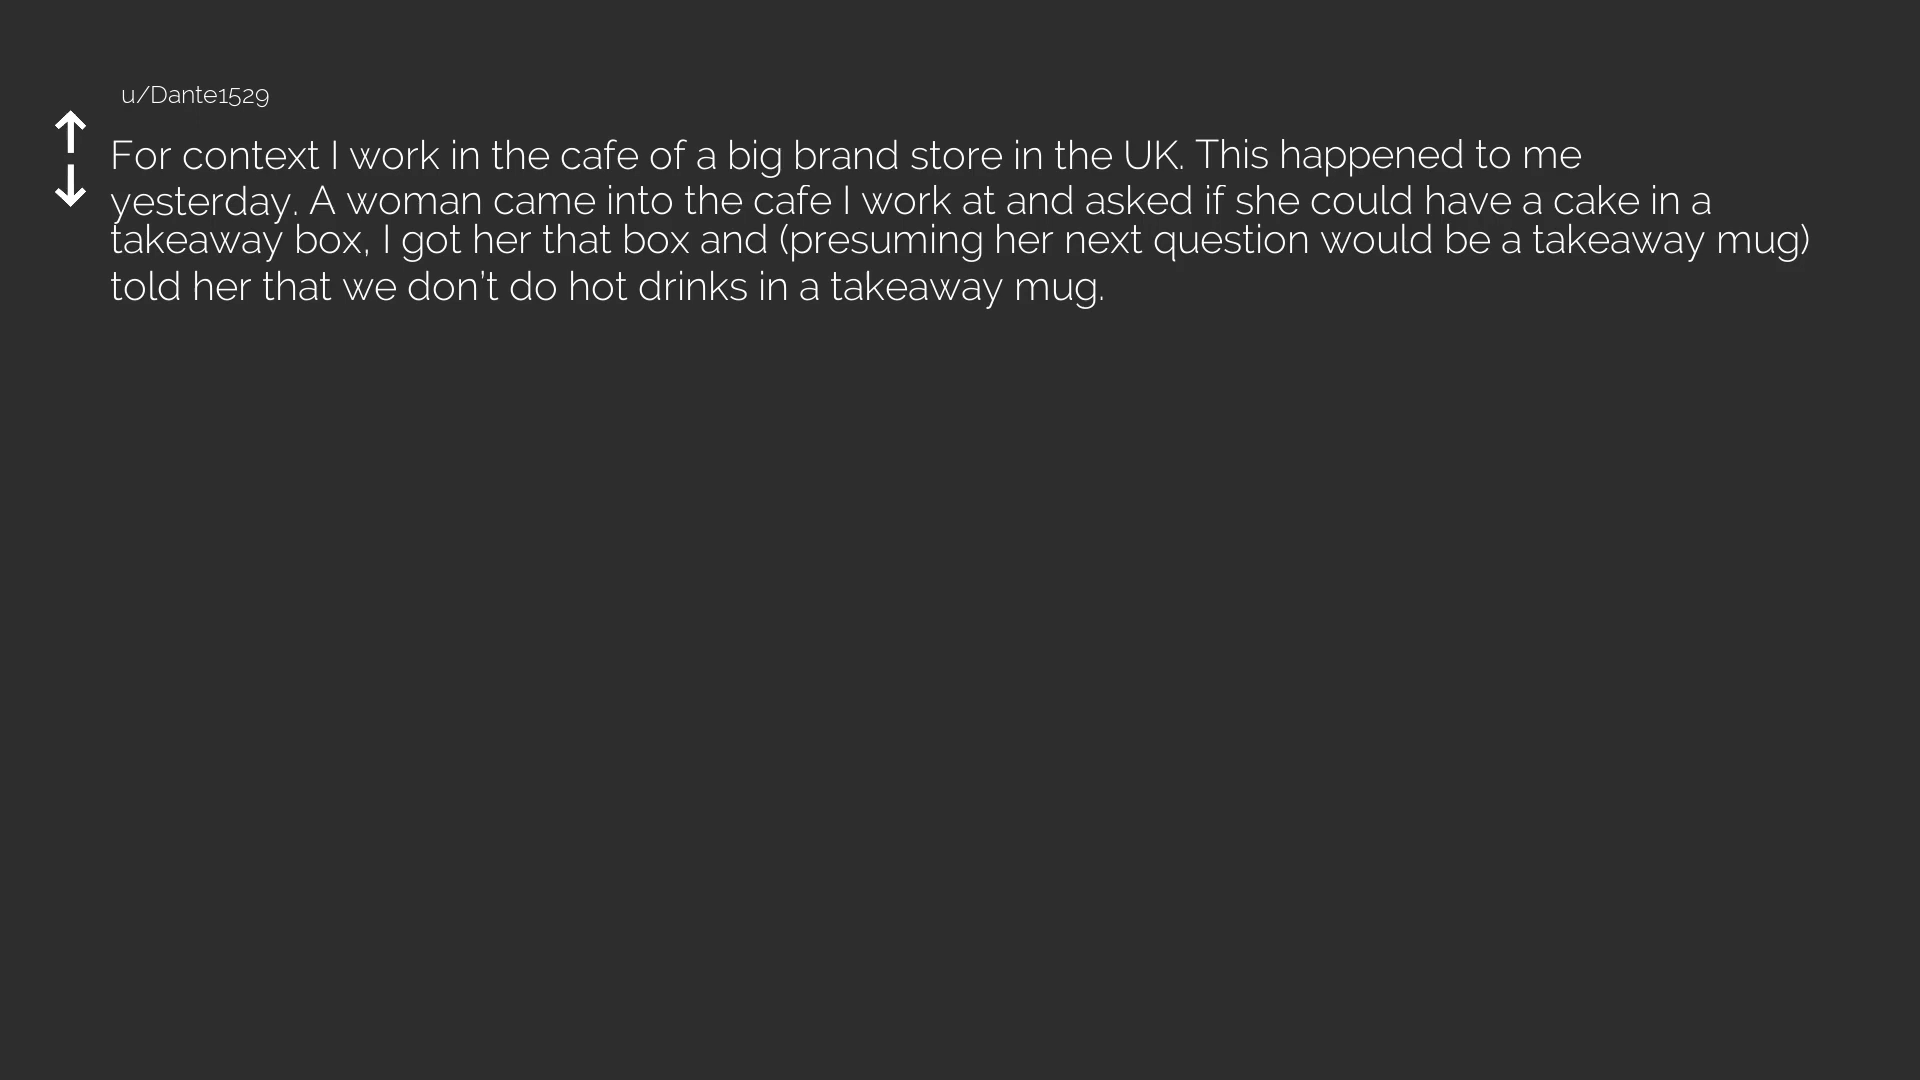 u/Dante1529
For context I work in the cafe of a big brand store in the UK. This happened to me
yesterday. A woman came into the cafe I work at and asked if she could have a cake in a
takeaway box, I got her that box and (presuming her next question would be a takeaway mug)
told her that we don’t do hot drinks in a takeaway mug.